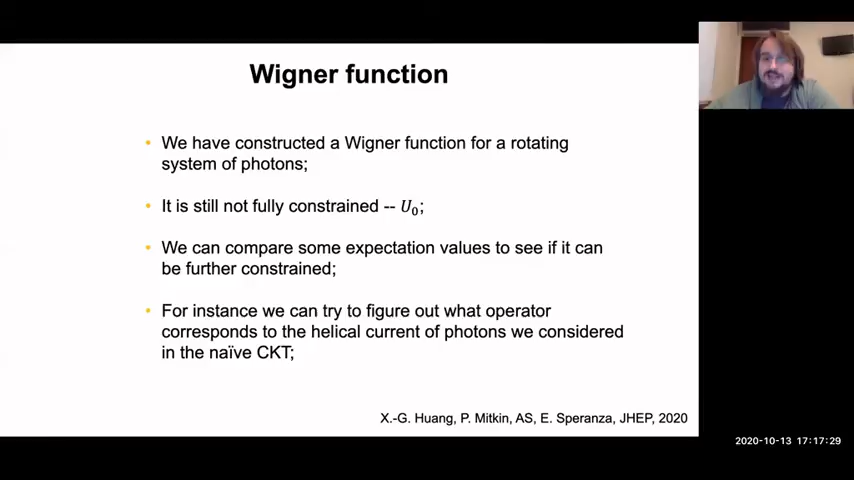 Wigner function
• We have constructed a Wigner function for a rotating
system of photons;
• It is still not fully constrained -- U₀;
• We can compare some expectation values to see if it can
be further constrained;
• For instance we can try to figure out what operator
corresponds to the helical current of photons we considered
in the naïve CKT;
X.-G. Huang, P. Mitkin, AS, E. Speranza, JHEP, 2020
2020-10-13 17:17:29